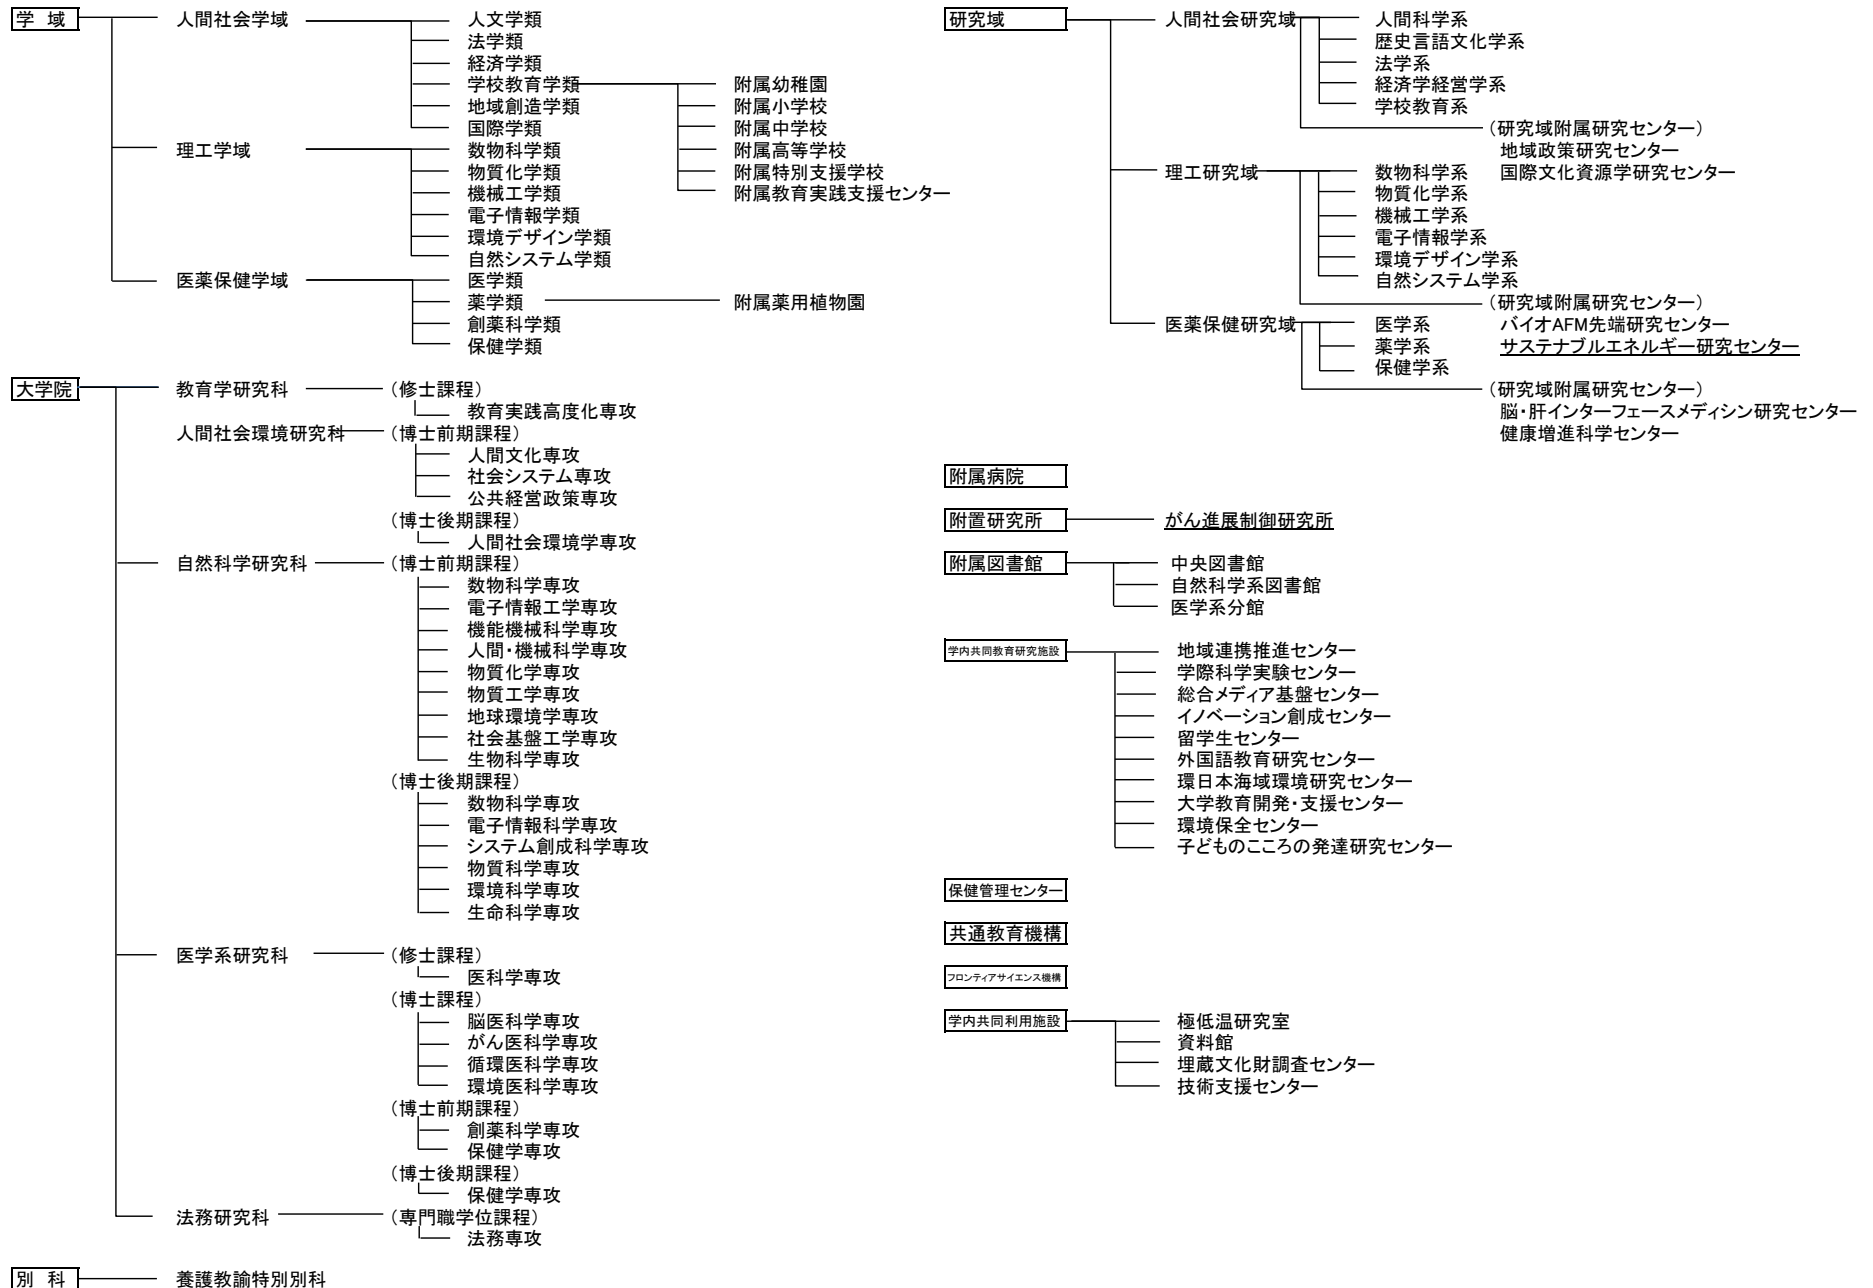 学 域
人間社会学域
人文学類
法学類
経済学類
学校教育学類
附属幼稚園
附属小学校
附属中学校
附属高等学校
附属特別支援学校
附属教育実践支援センター
地域創造学類
国際学類
理工学域
数物科学類
物質化学類
機械工学類
電子情報学類
環境デザイン学類
自然システム学類
医薬保健学域
医学類
薬学類
附属薬用植物園
創薬科学類
保健学類
大学院
教育学研究科
(修士課程)
教育実践高度化専攻
人間社会環境研究科
(博士前期課程)
人間文化専攻
社会システム専攻
公共経営政策専攻
(博士後期課程)
人間社会環境学専攻
自然科学研究科
(博士前期課程)
数物科学専攻
電子情報工学専攻
機能機械科学専攻
人間・機械科学専攻
物質化学専攻
物質工学専攻
地球環境学専攻
社会基盤工学専攻
生物科学専攻
(博士後期課程)
数物科学専攻
電子情報科学専攻
システム創成科学専攻
物質科学専攻
環境科学専攻
生命科学専攻
医学系研究科
(修士課程)
医科学専攻
(博士課程)
脳医科学専攻
がん医科学専攻
循環医科学専攻
環境医科学専攻
(博士前期課程)
創薬科学専攻
保健学専攻
(博士後期課程)
保健学専攻
法務研究科
(専門職学位課程)
法務専攻
別 科
養護教諭特別別科
研究域
人間社会研究域
人間科学系
歴史言語文化学系
法学系
経済学経営学系
学校教育系
(研究域附属研究センター)
地域政策研究センター
国際文化資源学研究センター
理工研究域
数物科学系
物質化学系
機械工学系
電子情報学系
環境デザイン学系
自然システム学系
(研究域附属研究センター)
バイオAFM先端研究センター
サステナブルエネルギー研究センター
医薬保健研究域
医学系
薬学系
保健学系
(研究域附属研究センター)
脳・肝インターフェースメディシン研究センター
健康増進科学センター
附属病院
附置研究所
がん進展制御研究所
附属図書館
中央図書館
自然科学系図書館
医学系分館
学内共同教育研究施設
地域連携推進センター
学際科学実験センター
総合メディア基盤センター
イノベーション創成センター
留学生センター
外国語教育研究センター
環日本海域環境研究センター
大学教育開発・支援センター
環境保全センター
子どものこころの発達研究センター
保健管理センター
共通教育機構
フロンティアサイエンス機構
学内共同利用施設
極低温研究室
資料館
埋蔵文化財調査センター
技術支援センター